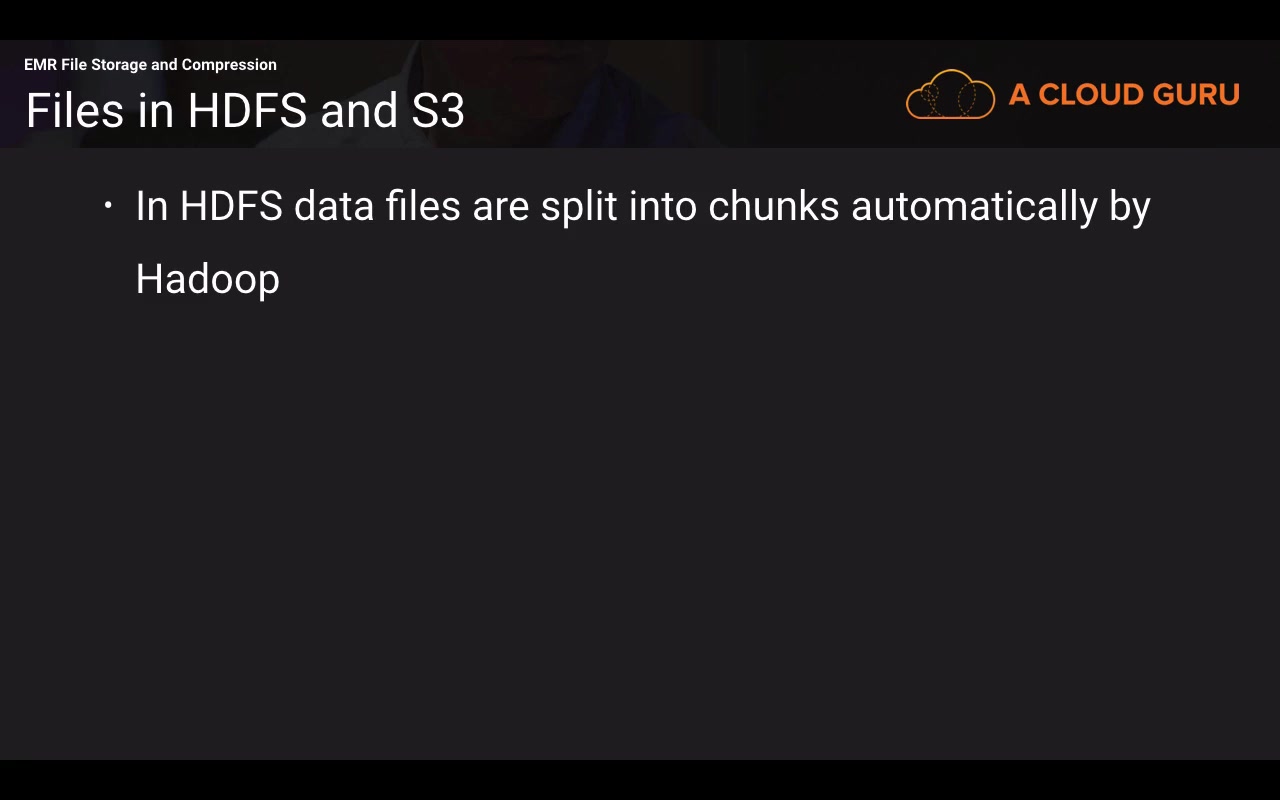 EMR File Storage and Compression
Files in HDFS and S3
A CLOUD GURU
• In HDFS data files are split into chunks automatically by
Hadoop